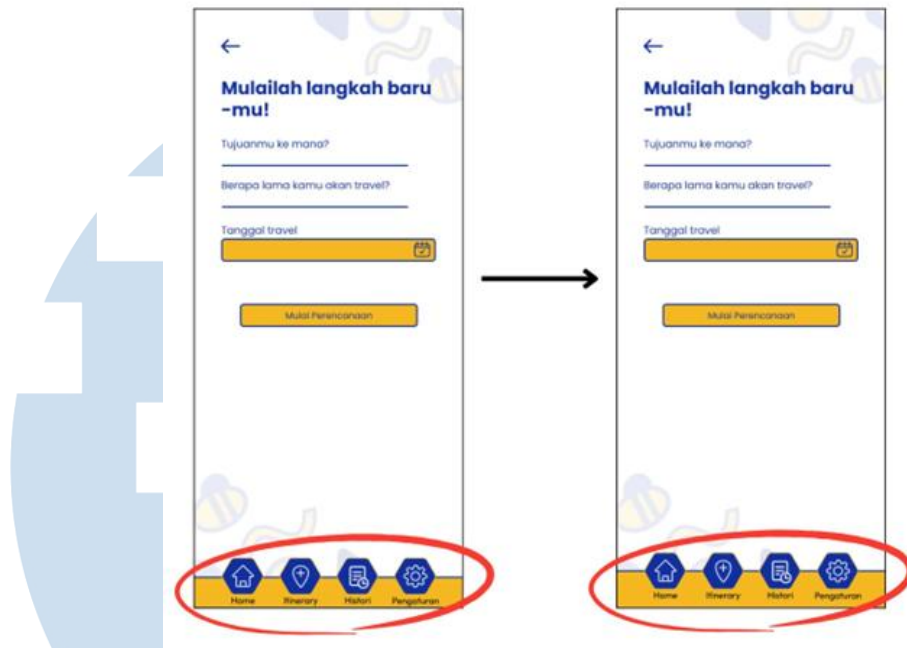 Mulailah langkah baru
-mu!
Tujuanmu ke mana?
Berapa lama kamu akan travel?
Tanggal travel
Mulai Perencanaan
Home Itinerary Histori Pengaturan
Mulailah langkah baru
-mu!
Tujuanmu ke mana?
Berapa lama kamu akan travel?
Tanggal travel
Mulai Perencanaan
Home Itinerary Histori Pengaturan